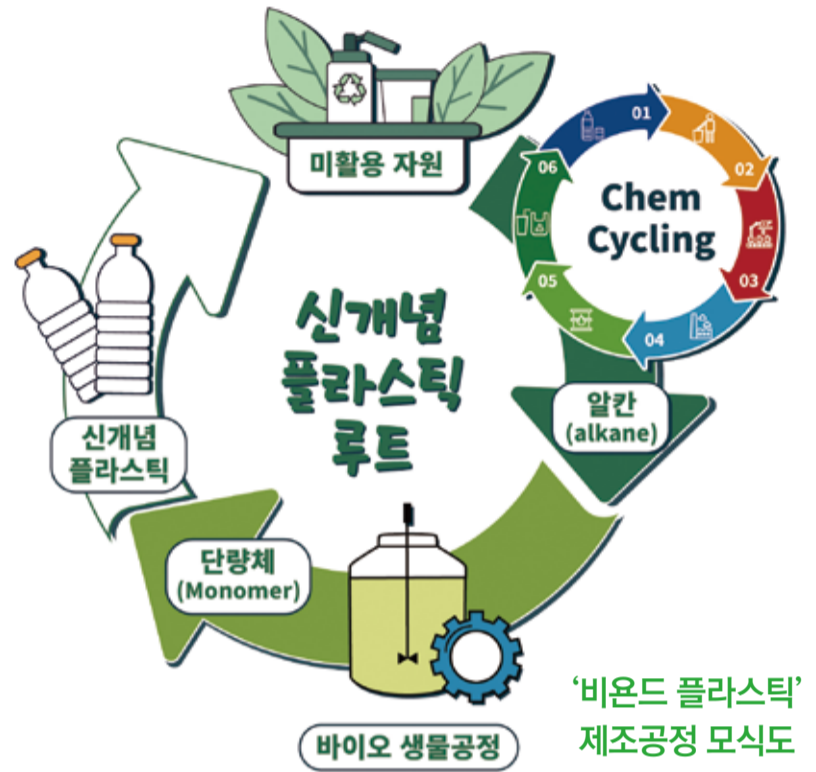 미활용 자원
01
02
03
04
05
06
Chem
Cycling
신개념
플라스틱
루트
알칸
(alkane)
신개념
플라스틱
단량체
(Monomer)
바이오 생물공정
‘비욘드 플라스틱’
제조공정 모식도